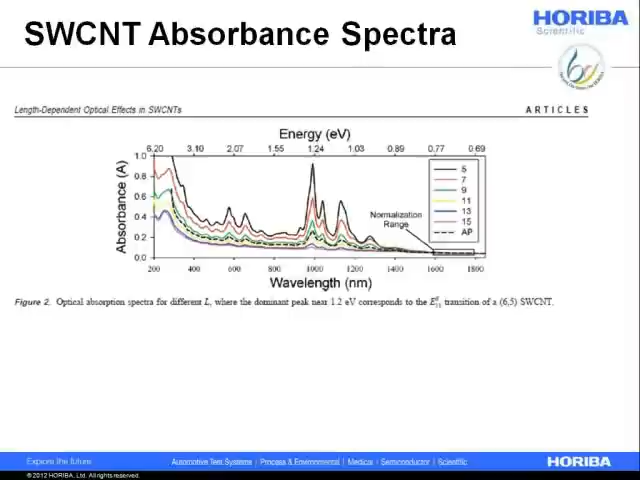 SWCNT Absorbance Spectra
HORIBA
Scientific
Length-Dependent Optical Effects in SWCNTs
ARTICLES
Energy (eV)
6.20 3.10 2.07 1.55 1.24 1.03 0.89 0.77 0.69
Absorbance (A)
1.0
0.8
0.6
0.4
0.2
0.0
5
7
9
11
13
15
AP
Normalization
Range
200 400 600 800 1000 1200 1400 1600 1800
Wavelength (nm)
Figure 2. Optical absorption spectra for different L, where the dominant peak near 1.2 eV corresponds to the transition of a (6,5) SWCNT.
Explore the future
Automotive Test Systems | Process & Environmental | Medical | Semiconductor | Scientific
HORIBA
© 2012 HORIBA, Ltd. All rights reserved.